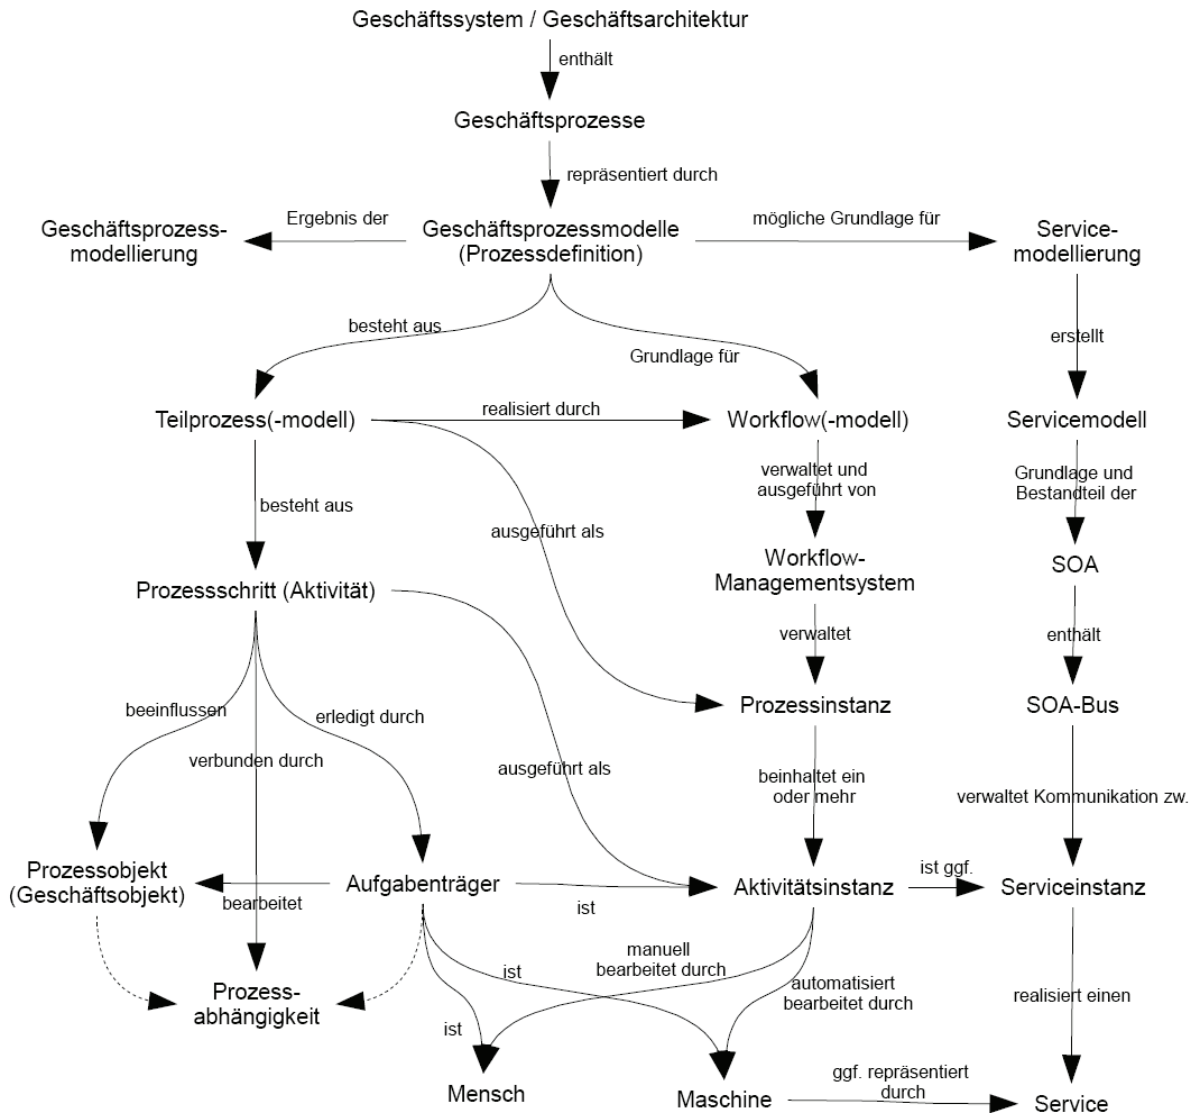 Geschäftssystem / Geschäftsarchitektur
enthält
Geschäftsprozesse
repräsentiert durch
Geschäftsprozess-
modellierung
Ergebnis der
Geschäftsprozessmodelle
(Prozessdefinition)
mögliche Grundlage für
Service-
modellierung
besteht aus
Grundlage für
erstellt
Teilprozess(-modell)
realisiert durch
Workflow(-modell)
Servicemodell
besteht aus
ausgeführt als
verwaltet und
ausgeführt von
Grundlage und
Bestandteil der
Prozessschritt (Aktivität)
Workflow-
Managementsystem
SOA
verwaltet
enthält
beeinflussen
verbunden durch
erledigt durch
ausgeführt als
Prozessinstanz
SOA-Bus
beinhaltet ein
oder mehr
verwaltet Kommunikation zw.
Prozessobjekt
(Geschäftsobjekt)
bearbeitet
Aufgabenträger
ist
Aktivitätsinstanz
ist ggf.
Serviceinstanz
Prozess-
abhängigkeit
ist
ist
manuell
bearbeitet durch
automatisiert
bearbeitet durch
realisiert einen
Mensch
Maschine
ggf. repräsentiert
durch
Service